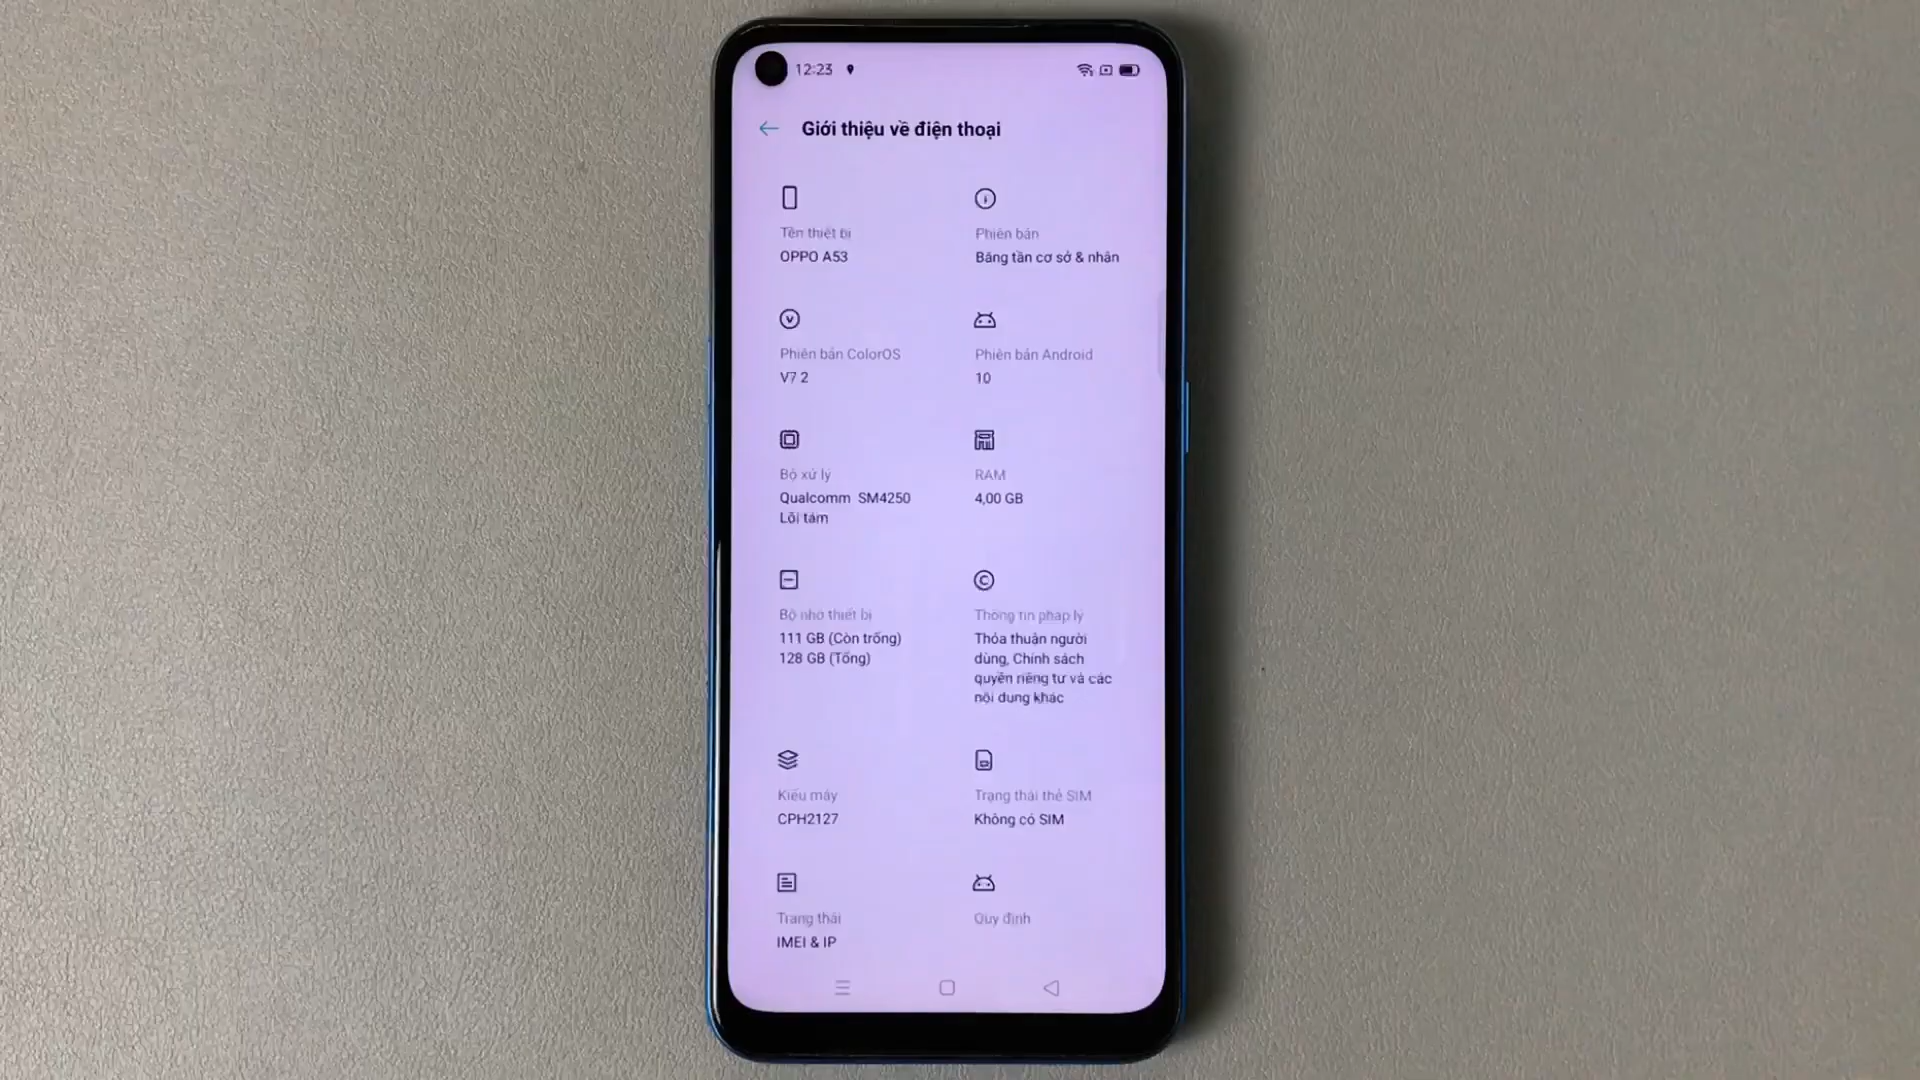 12:23
Giới thiệu về điện thoại
Tên thiết bị
OPPO A53
Phiên bản
Băng tần cơ sở & nhân
Phiên bản ColorOS
V7 2
Phiên bản Android
10
Bộ xử lý
Qualcomm SM4250
Lõi tám
RAM
4,00 GB
Bộ nhớ thiết bị
111 GB (Còn trống)
128 GB (Tổng)
Thông tin pháp lý
Thỏa thuận người
dùng, Chính sách
quyền riêng tư và các
nội dung khác
Kiểu máy
CPH2127
Trạng thái thẻ SIM
Không có SIM
Trạng thái
IMEI & IP
Quy định